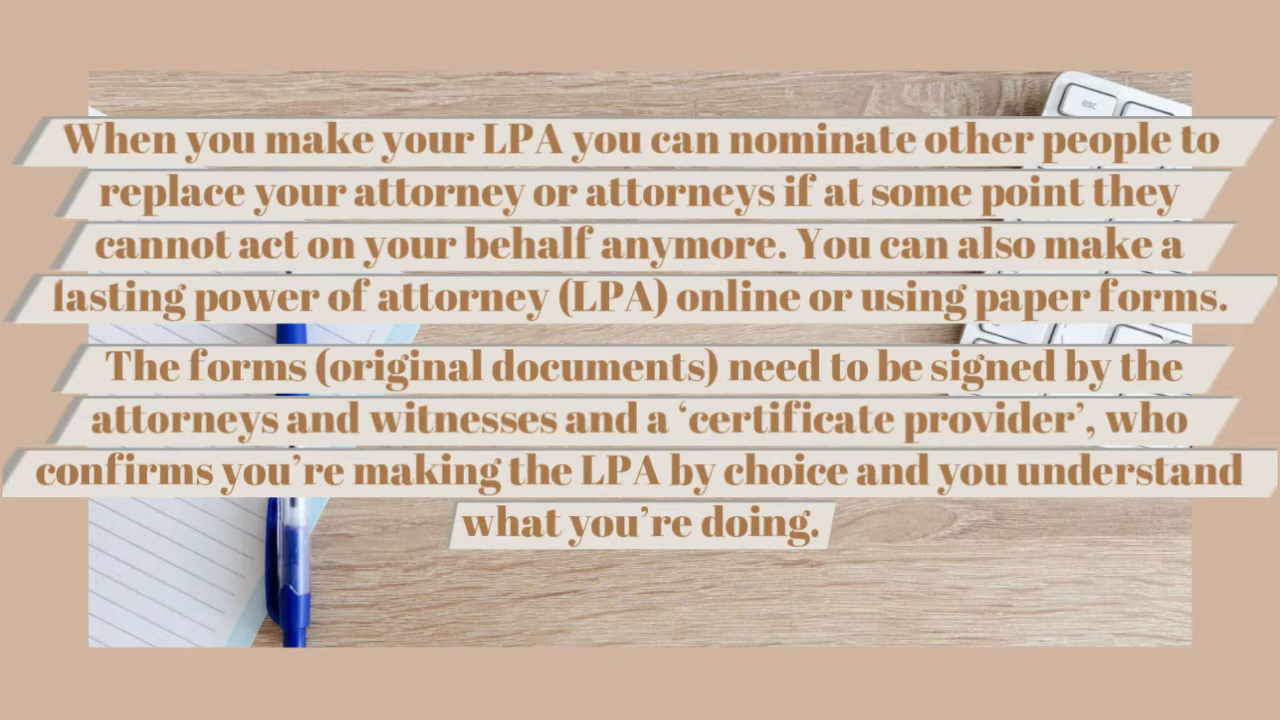 esc
When you make your LPA you can nominate other people to
replace your attorney or attorneys if at some point they
cannot act on your behalf anymore. You can also make a
lasting power of attorney (LPA) online or using paper forms.
The forms (original documents) need to be signed by the
attorneys and witnesses and a ‘certificate provider’, who
confirms you’re making the LPA by choice and you understand
what you’re doing.